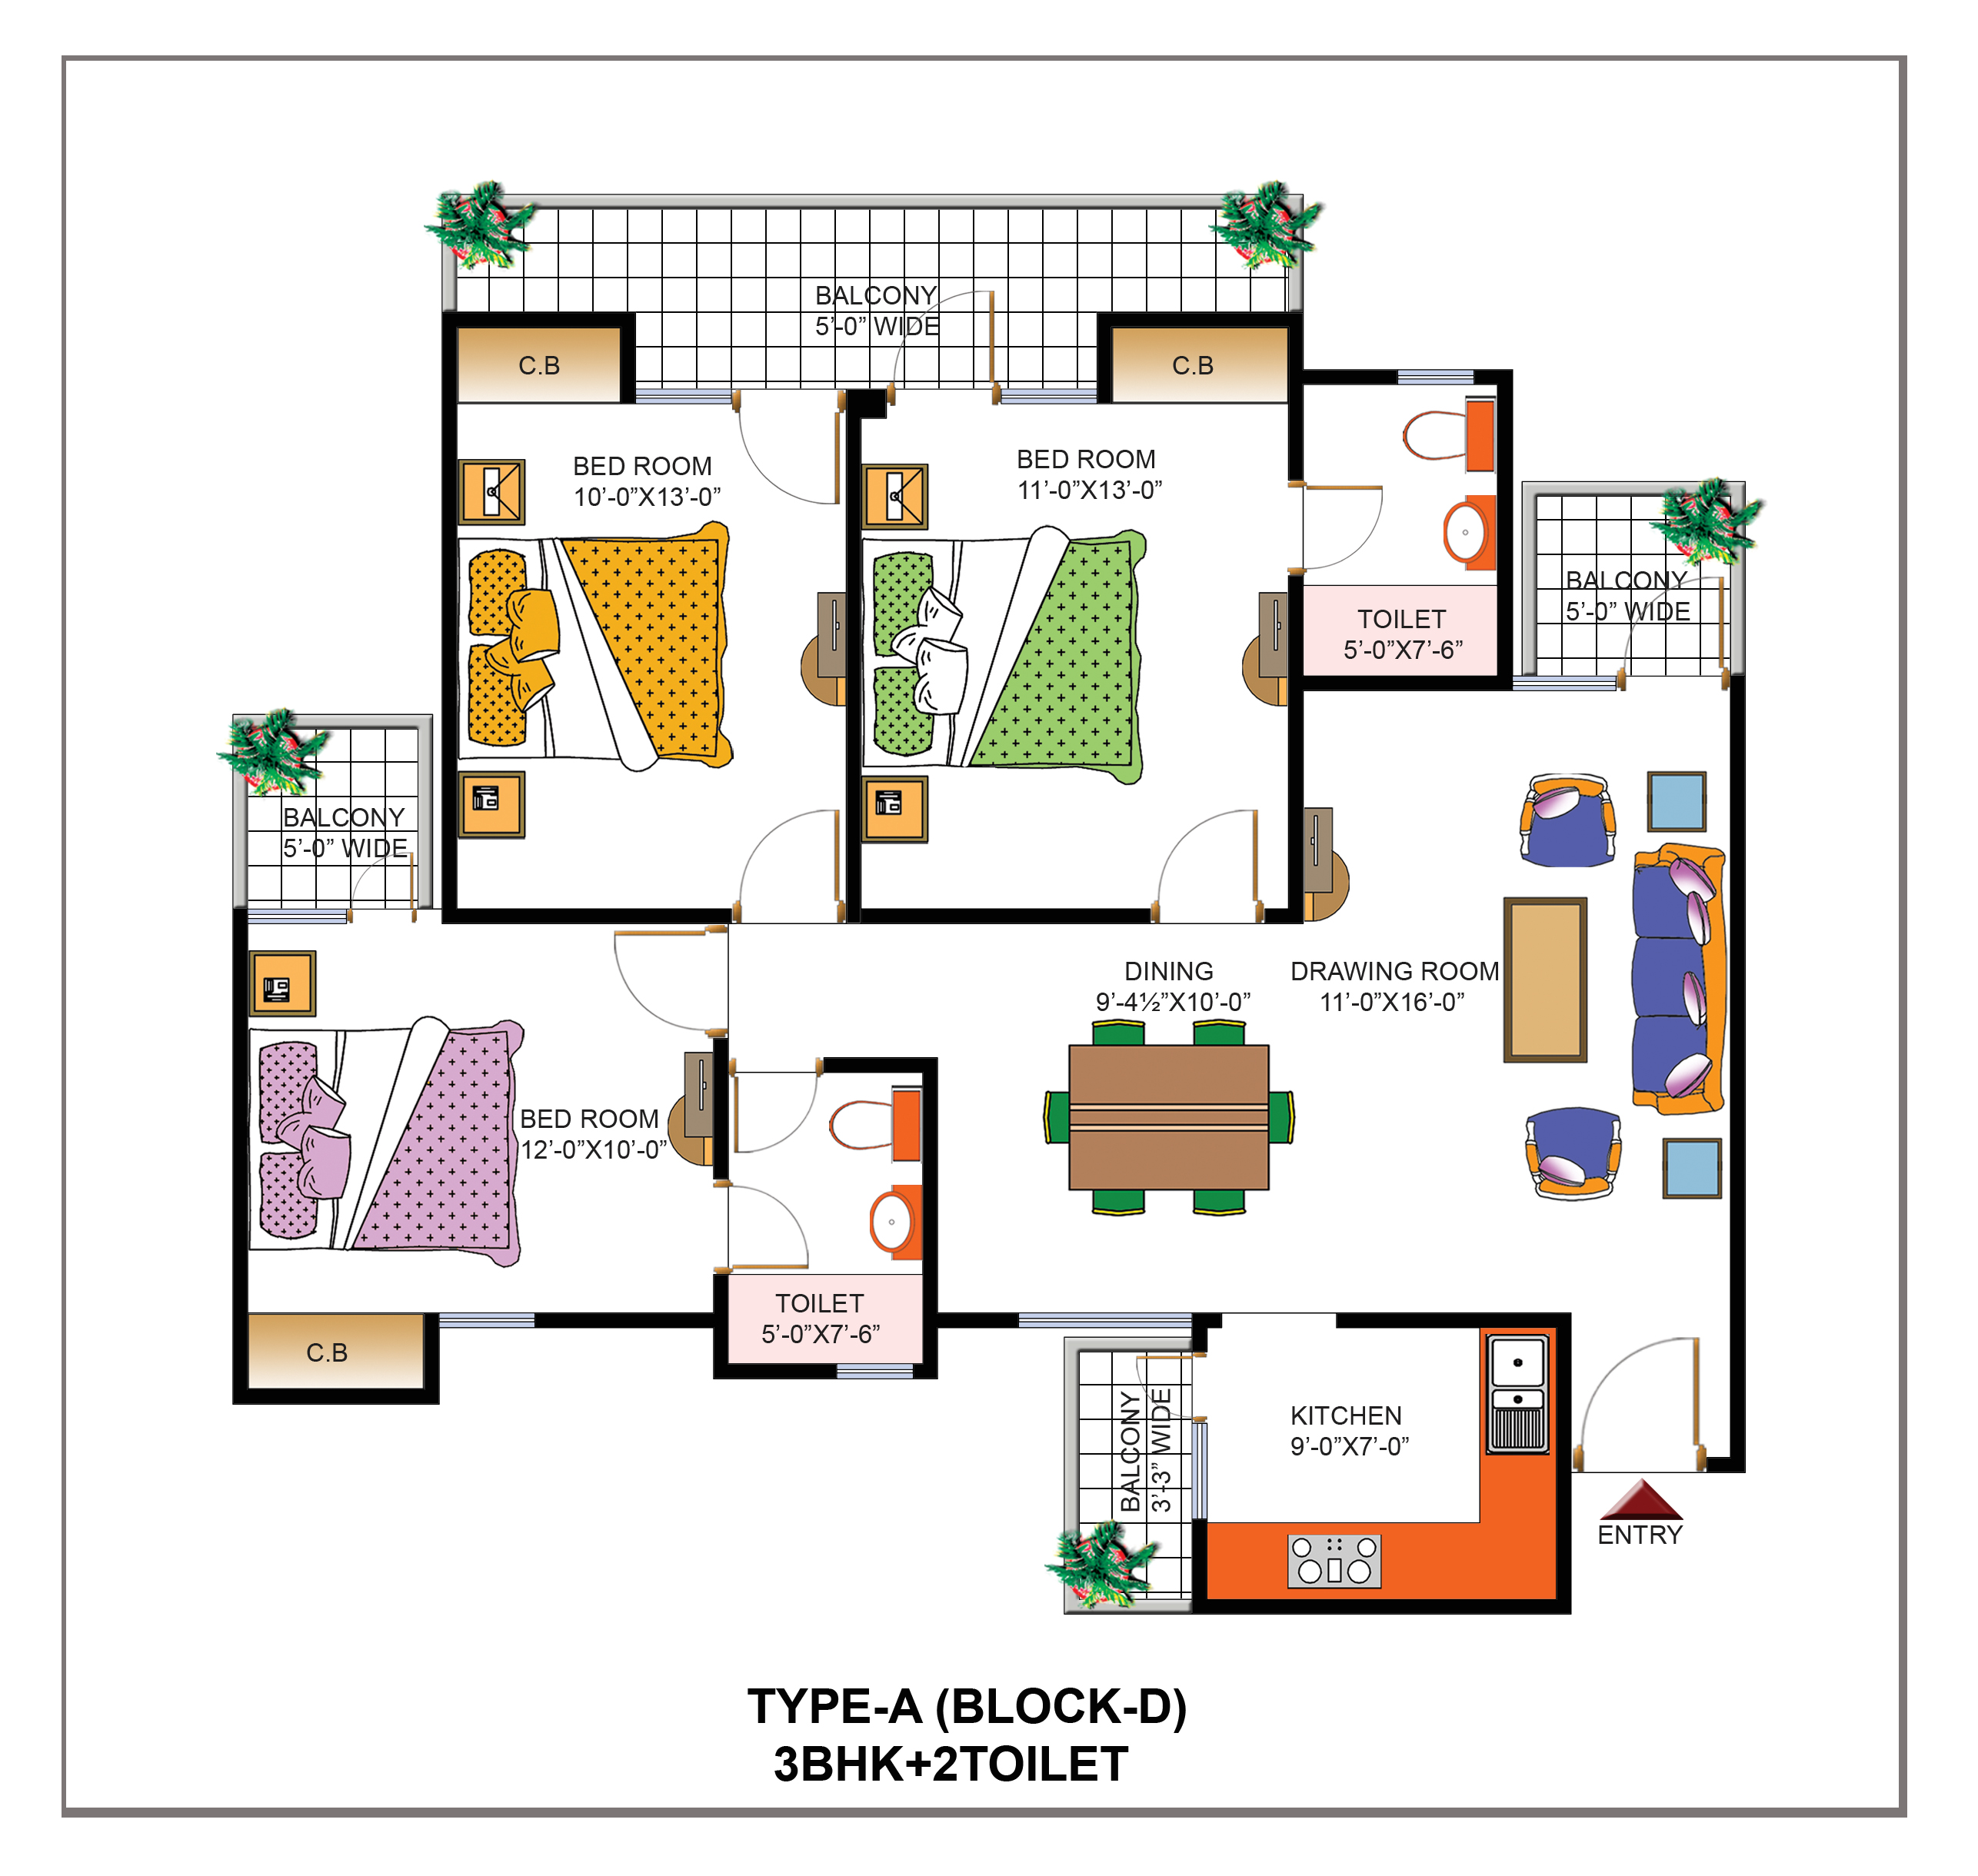 BALCONY
5’-0” WIDE
C.B
C.B
BED ROOM
10’-0”X13’-0”
BED ROOM
11’-0”X13’-0”
TOILET
5’-0”X7’-6”
BALCONY
5’-0” WIDE
BALCONY
5’-0” WIDE
DINING
9’-4½”X10’-0”
DRAWING ROOM
11’-0”X16’-0”
BED ROOM
12’-0”X10’-0”
TOILET
5’-0”X7’-6”
C.B
BALCONY
3’-3” WIDE
KITCHEN
9’-0”X7’-0”
ENTRY
TYPE-A (BLOCK-D)
3BHK+2TOILET